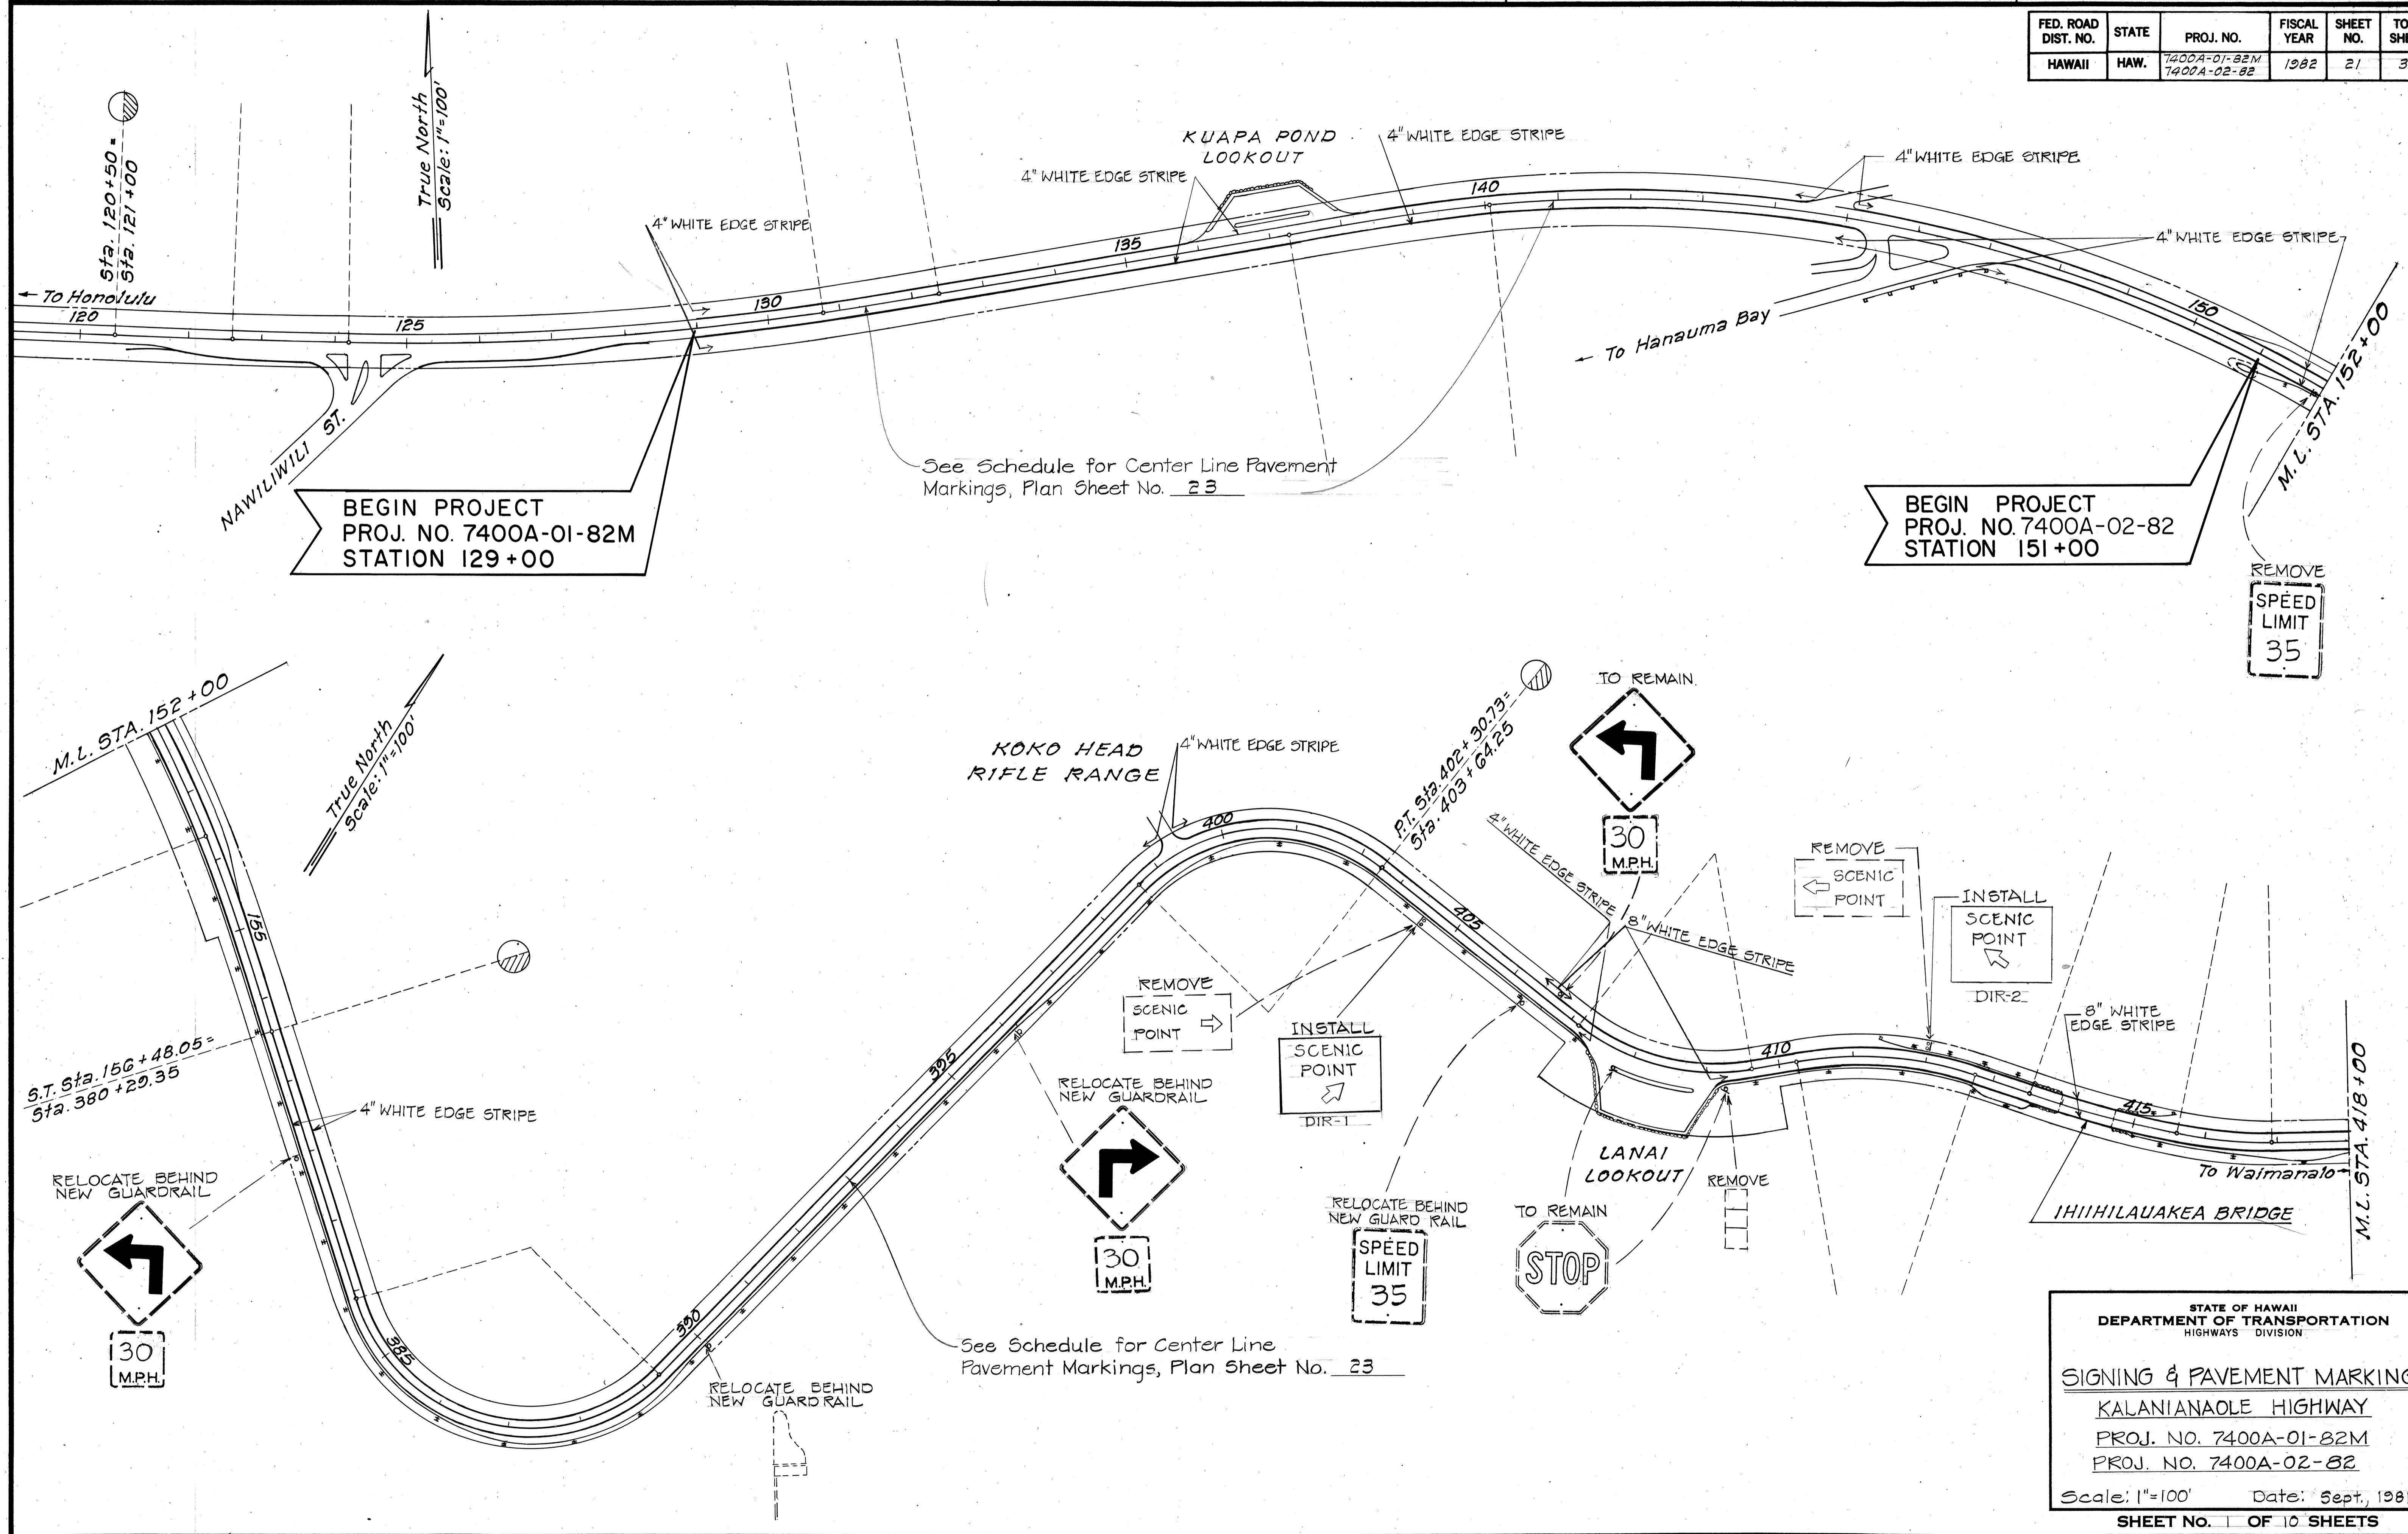 FED. ROAD DIST. NO.
STATE
PROJ. NO.
FISCAL YEAR
SHEET NO.
HAWAII
HAW.
7400A-01-82M
7400A-02-82
1982
21
Sta. 120+50 =
Sta. 121+00
True North
Scale: 1"=100'
KUAPA POND
LOOKOUT
4" WHITE EDGE STRIPE
4" WHITE EDGE STRIPE
4" WHITE EDGE STRIPE
4" WHITE EDGE STRIPE
4" WHITE EDGE STRIPE
← To Honolulu
120
125
130
135
140
150
NAWILIWILI ST.
← To Hanauma Bay
M.L. STA. 152+00
See Schedule for Center Line Pavement
Markings, Plan Sheet No. 23
BEGIN PROJECT
PROJ. NO. 7400A-01-82M
STATION 129+00
BEGIN PROJECT
PROJ. NO. 7400A-02-82
STATION 151+00
REMOVE
SPEED
LIMIT
35
M.L. STA. 152+00
True North
Scale: 1"=100'
KOKO HEAD
RIFLE RANGE
4" WHITE EDGE STRIPE
P.T. Sta. 402+30.73=
Sta. 403+64.25
TO REMAIN
30
M.P.H.
4" WHITE EDGE STRIPE
8" WHITE EDGE STRIPE
REMOVE
SCENIC
POINT
INSTALL
SCENIC
POINT
DIR-2
8" WHITE
EDGE STRIPE
155
385
390
395
400
405
410
415
S.T. Sta. 156+48.05=
Sta. 380+29.35
4" WHITE EDGE STRIPE
RELOCATE BEHIND
NEW GUARDRAIL
30
M.P.H.
REMOVE
SCENIC
POINT
INSTALL
SCENIC
POINT
DIR-1
RELOCATE BEHIND
NEW GUARDRAIL
30
M.P.H.
RELOCATE BEHIND
NEW GUARD RAIL
SPEED
LIMIT
35
TO REMAIN
STOP
LANAI
LOOKOUT
REMOVE
To Waimanalo
IHIIHILAUAKEA BRIDGE
M.L. STA. 418+00
RELOCATE BEHIND
NEW GUARDRAIL
See Schedule for Center Line
Pavement Markings, Plan Sheet No. 23
STATE OF HAWAII
DEPARTMENT OF TRANSPORTATION
HIGHWAYS DIVISION
SIGNING & PAVEMENT MARKING
KALANIANAOLE HIGHWAY
PROJ. NO. 7400A-01-82M
PROJ. NO. 7400A-02-82
Scale: 1"=100' Date: Sept.,
SHEET No. 1 OF 10 SHEETS